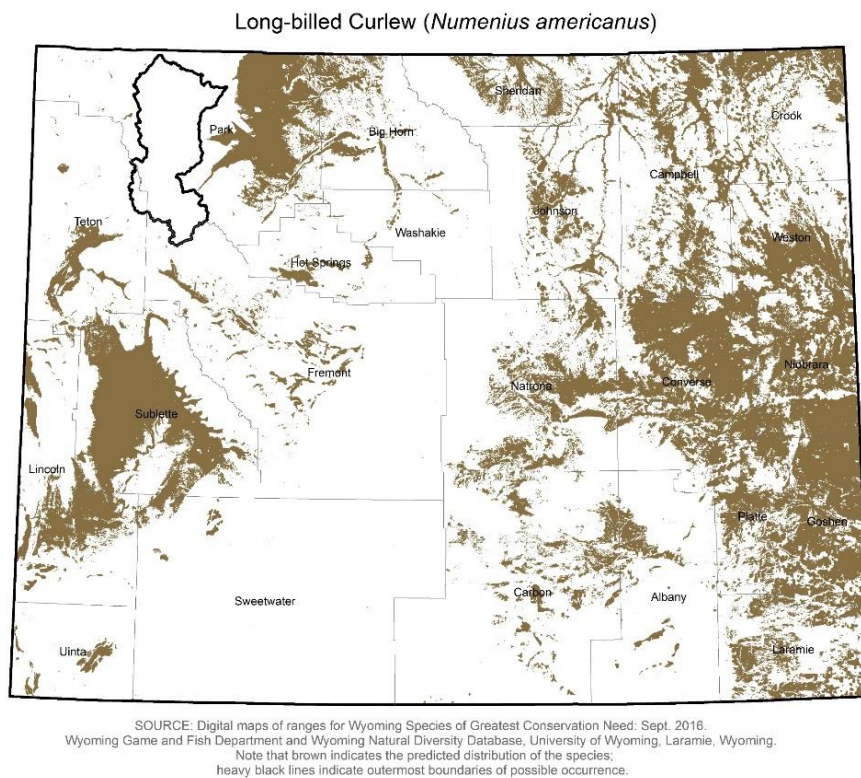 Long-billed Curlew (Numenius americanus)
Sheridan
Crook
Park
Big Horn
Campbell
Johnson
Teton
Washakie
Weston
Hot Springs
Fremont
Niobrara
Natrona
Converse
Sublette
Lincoln
Platte
Goshen
Sweetwater
Carbon
Albany
Uinta
Laramie
SOURCE: Digital maps of ranges for Wyoming Species of Greatest Conservation Need: Sept. 2016.
Wyoming Game and Fish Department and Wyoming Natural Diversity Database, University of Wyoming, Laramie, Wyoming.
Note that brown indicates the predicted distribution of the species;
heavy black lines indicate outermost boundaries of possible occurrence.